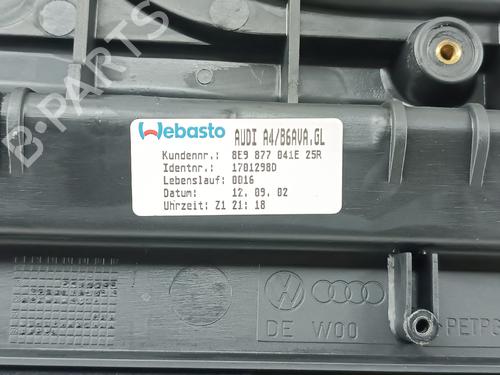 B-PARTS
Webasto AUDI A4/B6AVA.GL
Kundennr.: 8E9 877 041E 25R
Identnr.: 1701298D
Lebenslauf: 0016
Datum: 12. 09. 02
Uhrzeit: Z1 21: 18
DE W00